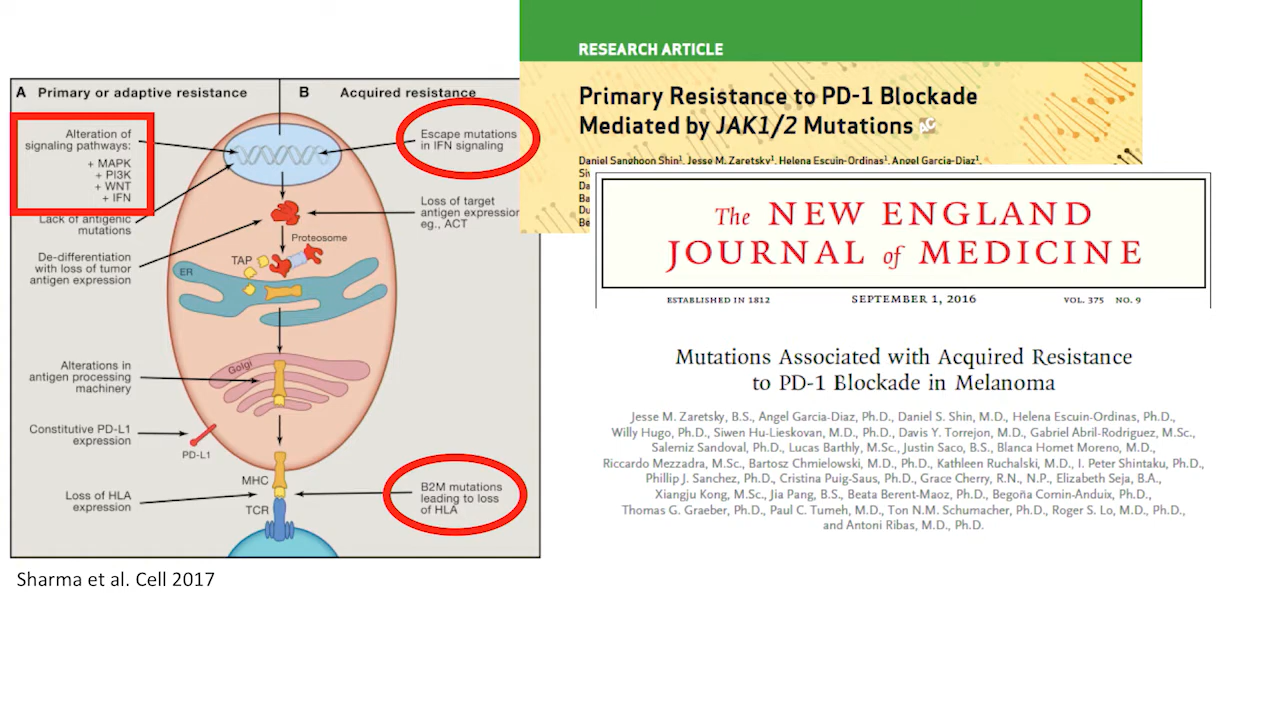 A Primary or adaptive resistance
B Acquired resistance
Alteration of
signaling pathways:
+ MAPK
+ PI3K
+ WNT
+ IFN
Lack of antigenic
mutations
De-differentiation
with loss of tumor
antigen expression
Alterations in
antigen processing
machinery
Constitutive PD-L1
expression
Loss of HLA
expression
Proteosome
TAP
ER
Golgi
PD-L1
MHC
TCR
Escape mutations
in IFN signaling
Loss of target
antigen expression
eg., ACT
B2M mutations
leading to loss
of HLA
Sharma et al. Cell 2017
RESEARCH ARTICLE
Primary Resistance to PD-1 Blockade
Mediated by JAK1/2 Mutations
Daniel Sanghoon Shin1, Jesse M. Zaretsky1, Helena Escuin-Ordinas1, Angel Garcia-Diaz1,
The NEW ENGLAND
JOURNAL of MEDICINE
ESTABLISHED IN 1812 SEPTEMBER 1, 2016 VOL. 375 NO. 9
Mutations Associated with Acquired Resistance
to PD-1 Blockade in Melanoma
Jesse M. Zaretsky, B.S., Angel Garcia-Diaz, Ph.D., Daniel S. Shin, M.D., Helena Escuin-Ordinas, Ph.D.,
Willy Hugo, Ph.D., Siwen Hu-Lieskovan, M.D., Ph.D., Davis Y. Torrejon, M.D., Gabriel Abril-Rodriguez, M.Sc.,
Salemiz Sandoval, Ph.D., Lucas Barthly, M.Sc., Justin Saco, B.S., Blanca Homet Moreno, M.D.,
Riccardo Mezzadra, M.Sc., Bartosz Chmielowski, M.D., Ph.D., Kathleen Ruchalski, M.D., I. Peter Shintaku, Ph.D.,
Phillip J. Sanchez, Ph.D., Cristina Puig-Saus, Ph.D., Grace Cherry, R.N., N.P., Elizabeth Seja, B.A.,
Xiangju Kong, M.Sc., Jia Pang, B.S., Beata Berent-Maoz, Ph.D., Begoña Comin-Anduix, Ph.D.,
Thomas G. Graeber, Ph.D., Paul C. Tumeh, M.D., Ton N.M. Schumacher, Ph.D., Roger S. Lo, M.D., Ph.D.,
and Antoni Ribas, M.D., Ph.D.